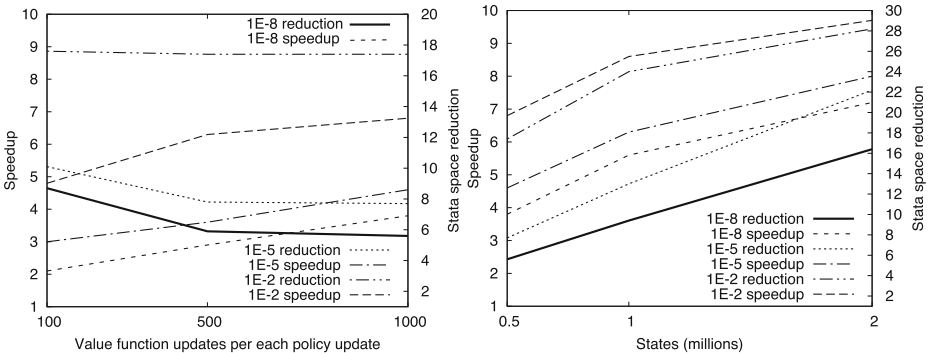 10
9
8
7
6
5
4
3
2
1
Speedup
20
18
16
14
12
10
8
6
4
2
Stata space reduction
1E-8 reduction
1E-8 speedup
1E-5 reduction
1E-5 speedup
1E-2 reduction
1E-2 speedup
100
500
1000
Value function updates per each policy update
10
9
8
7
6
5
4
3
2
1
Speedup
30
28
26
24
22
20
18
16
14
12
10
8
6
4
2
Stata space reduction
1E-8 reduction
1E-8 speedup
1E-5 reduction
1E-5 speedup
1E-2 reduction
1E-2 speedup
0.5
1
2
States (millions)